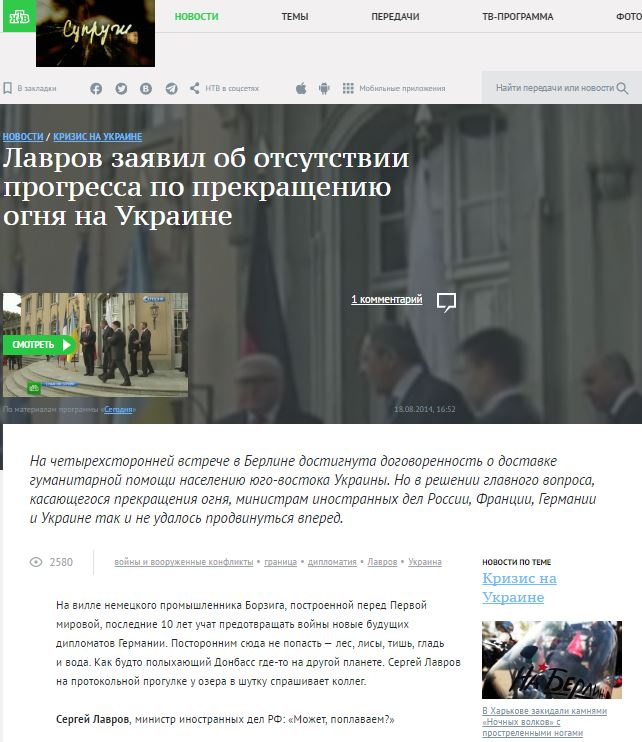 НТВ
Супруги
НОВОСТИ
ТЕМЫ
ПЕРЕДАЧИ
ТВ-ПРОГРАММА
ФОТО
В закладки
НТВ в соцсетях
Мобильные приложения
Найти передачи или новости
НОВОСТИ / КРИЗИС НА УКРАИНЕ
Лавров заявил об отсутствии
прогресса по прекращению
огня на Украине
СЕГОДНЯ
1 комментарий
СМОТРЕТЬ
По материалам программы «Сегодня»
18.08.2014, 16:52
На четырехсторонней встрече в Берлине достигнута договоренность о доставке
гуманитарной помощи населению юго-востока Украины. Но в решении главного вопроса,
касающегося прекращения огня, министрам иностранных дел России, Франции, Германии
и Украине так и не удалось продвинуться вперед.
2580
войны и вооруженные конфликты • граница • дипломатия • Лавров • Украина
НОВОСТИ ПО ТЕМЕ
Кризис на
Украине
На вилле немецкого промышленника Борзига, построенной перед Первой
мировой, последние 10 лет учат предотвращать войны новые будущих
дипломатов Германии. Посторонним сюда не попасть — лес, лисы, тишь, гладь
и вода. Как будто полыхающий Донбасс где-то на другой планете. Сергей Лавров
на протокольной прогулке у озера в шутку спрашивает коллег.
На Берлин
В Харькове закидали камнями
«Ночных волков» с
простреленными ногами
Сергей Лавров, министр иностранных дел РФ: «Может, поплаваем?»